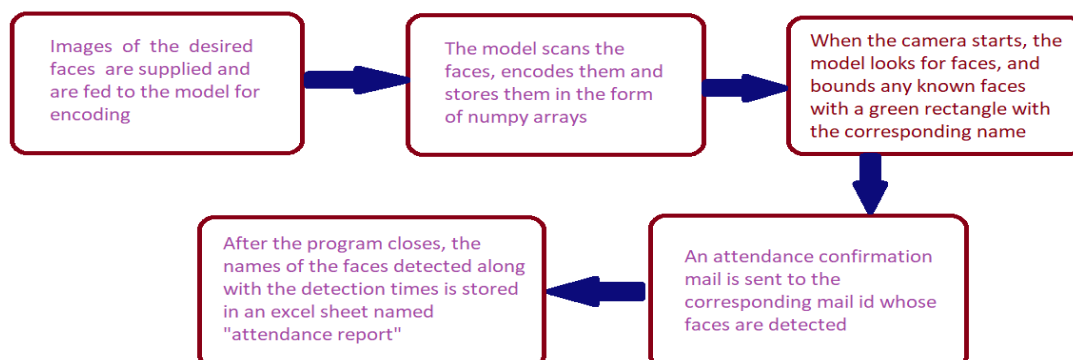 Images of the desired
faces are supplied and
are fed to the model for
encoding
The model scans the
faces, encodes them and
stores them in the form
of numpy arrays
When the camera starts, the
model looks for faces, and
bounds any known faces
with a green rectangle with
the corresponding name
An attendance confirmation
mail is sent to the
corresponding mail id whose
faces are detected
After the program closes, the
names of the faces detected along
with the detection times is stored
in an excel sheet named
"attendance report"